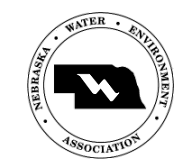 NEBRASKA • WATER • ENVIRONMENT •
ASSOCIATION